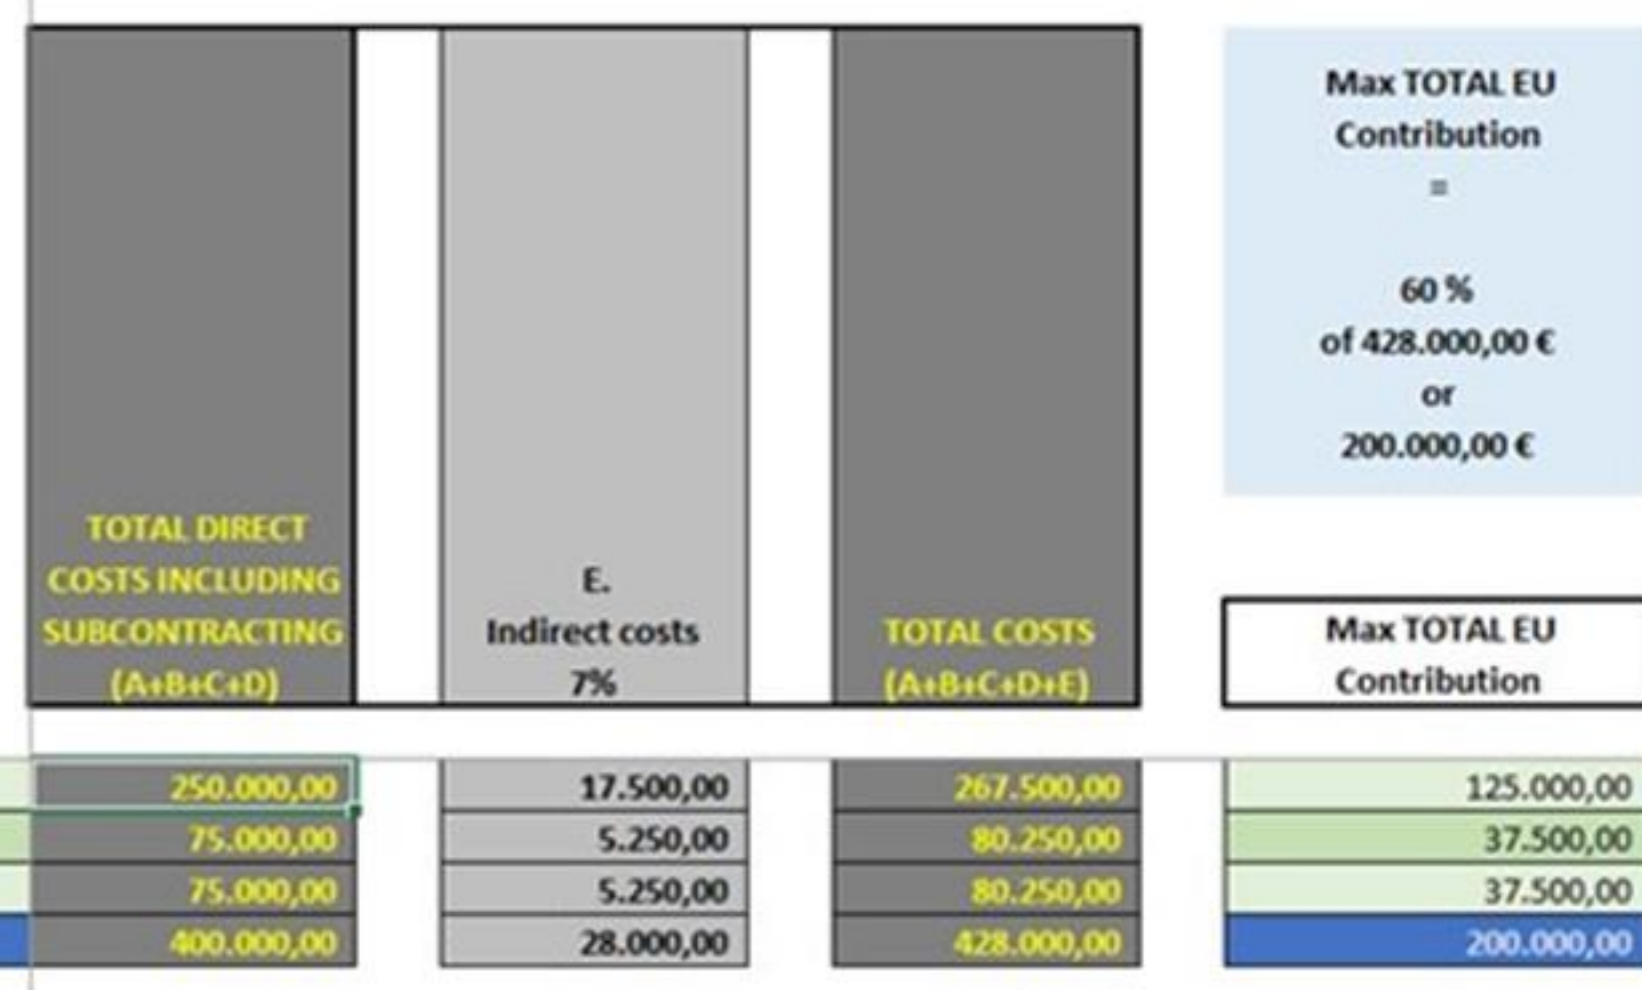 TOTAL DIRECT
COSTS INCLUDING
SUBCONTRACTING
(A+B+C+D)
E.
Indirect costs
7%
TOTAL COSTS
(A+B+C+D+E)
Max TOTAL EU
Contribution
=
60 %
of 428.000,00 €
or
200.000,00 €
Max TOTAL EU
Contribution
250.000,00 17.500,00 267.500,00 125.000,00
75.000,00 5.250,00 80.250,00 37.500,00
75.000,00 5.250,00 80.250,00 37.500,00
400.000,00 28.000,00 428.000,00 200.000,00